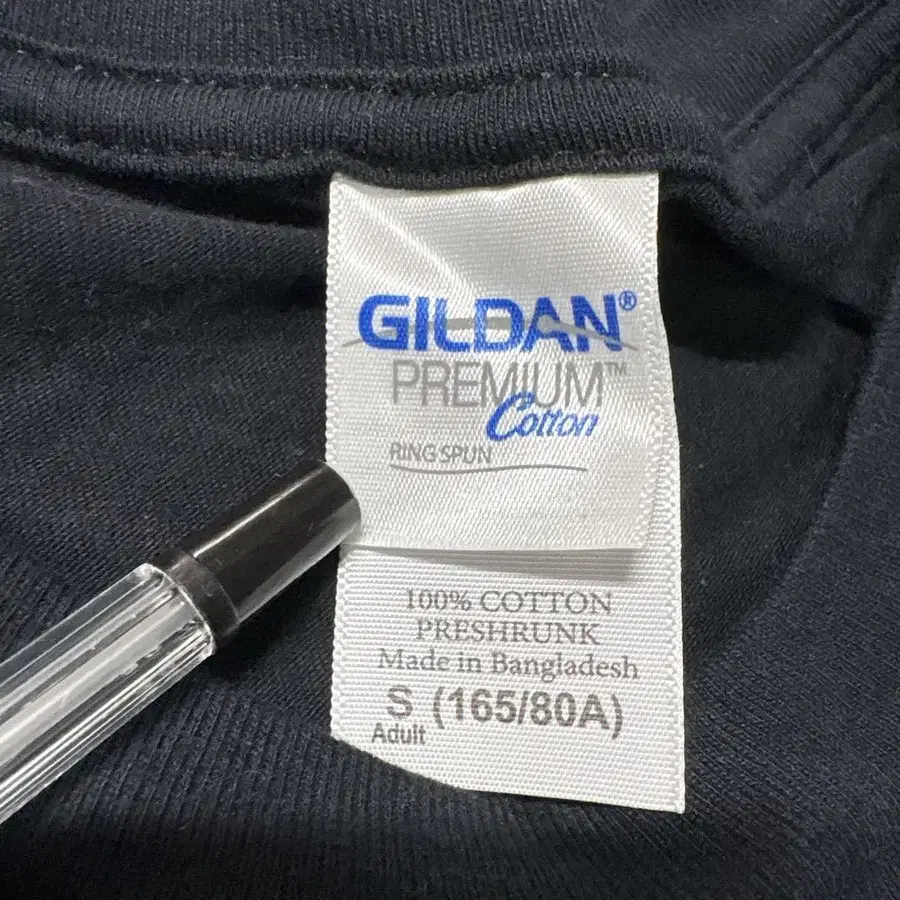 GILDAN®
PREMIUM™
Cotton
RING SPUN
100% COTTON
PRESHRUNK
Made in Bangladesh
S (165/80A)
Adult